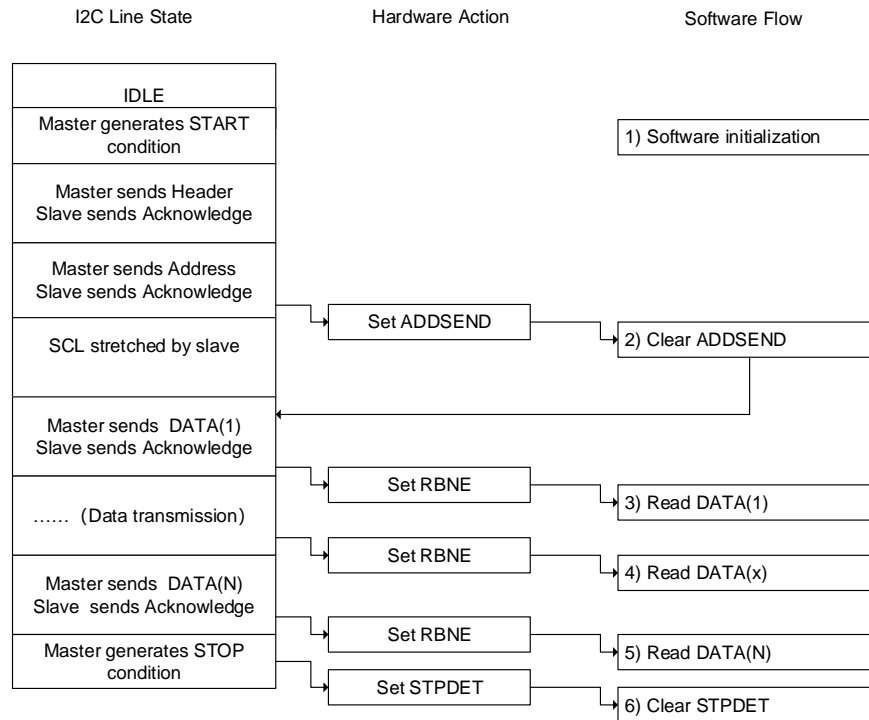 I2C Line State
Hardware Action
Software Flow
IDLE
Master generates START
condition
1) Software initialization
Master sends Header
Slave sends Acknowledge
Master sends Address
Slave sends Acknowledge
Set ADDSEND
2) Clear ADDSEND
SCL stretched by slave
Master sends DATA(1)
Slave sends Acknowledge
Set RBNE
3) Read DATA(1)
…… (Data transmission)
Set RBNE
4) Read DATA(x)
Master sends DATA(N)
Slave sends Acknowledge
Set RBNE
5) Read DATA(N)
Master generates STOP
condition
Set STPDET
6) Clear STPDET